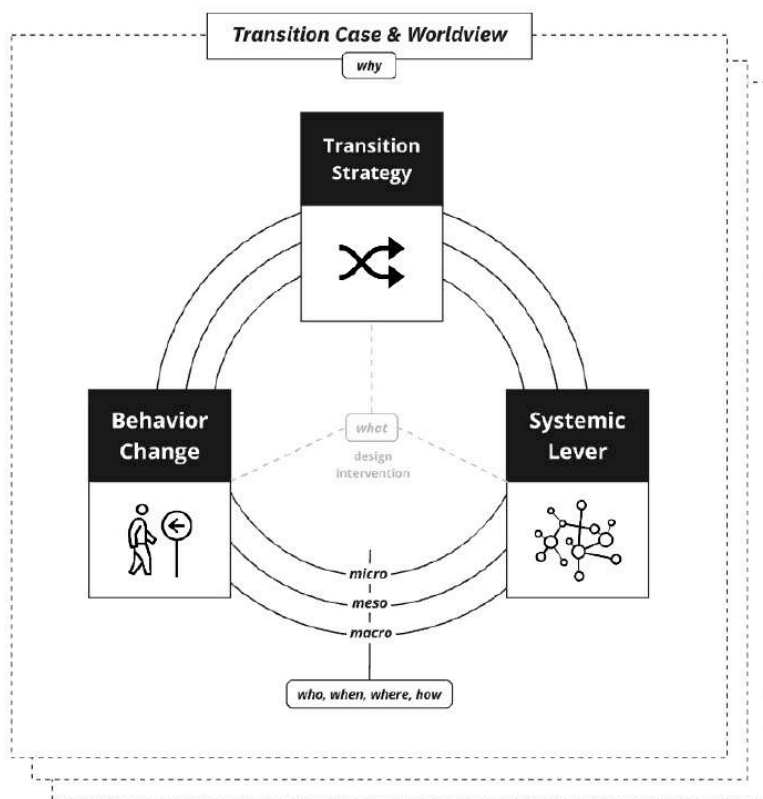 Transition Case & Worldview
why
Transition
Strategy
Behavior
Change
Systemic
Lever
what
design
intervention
micro
meso
macro
who, when, where, how